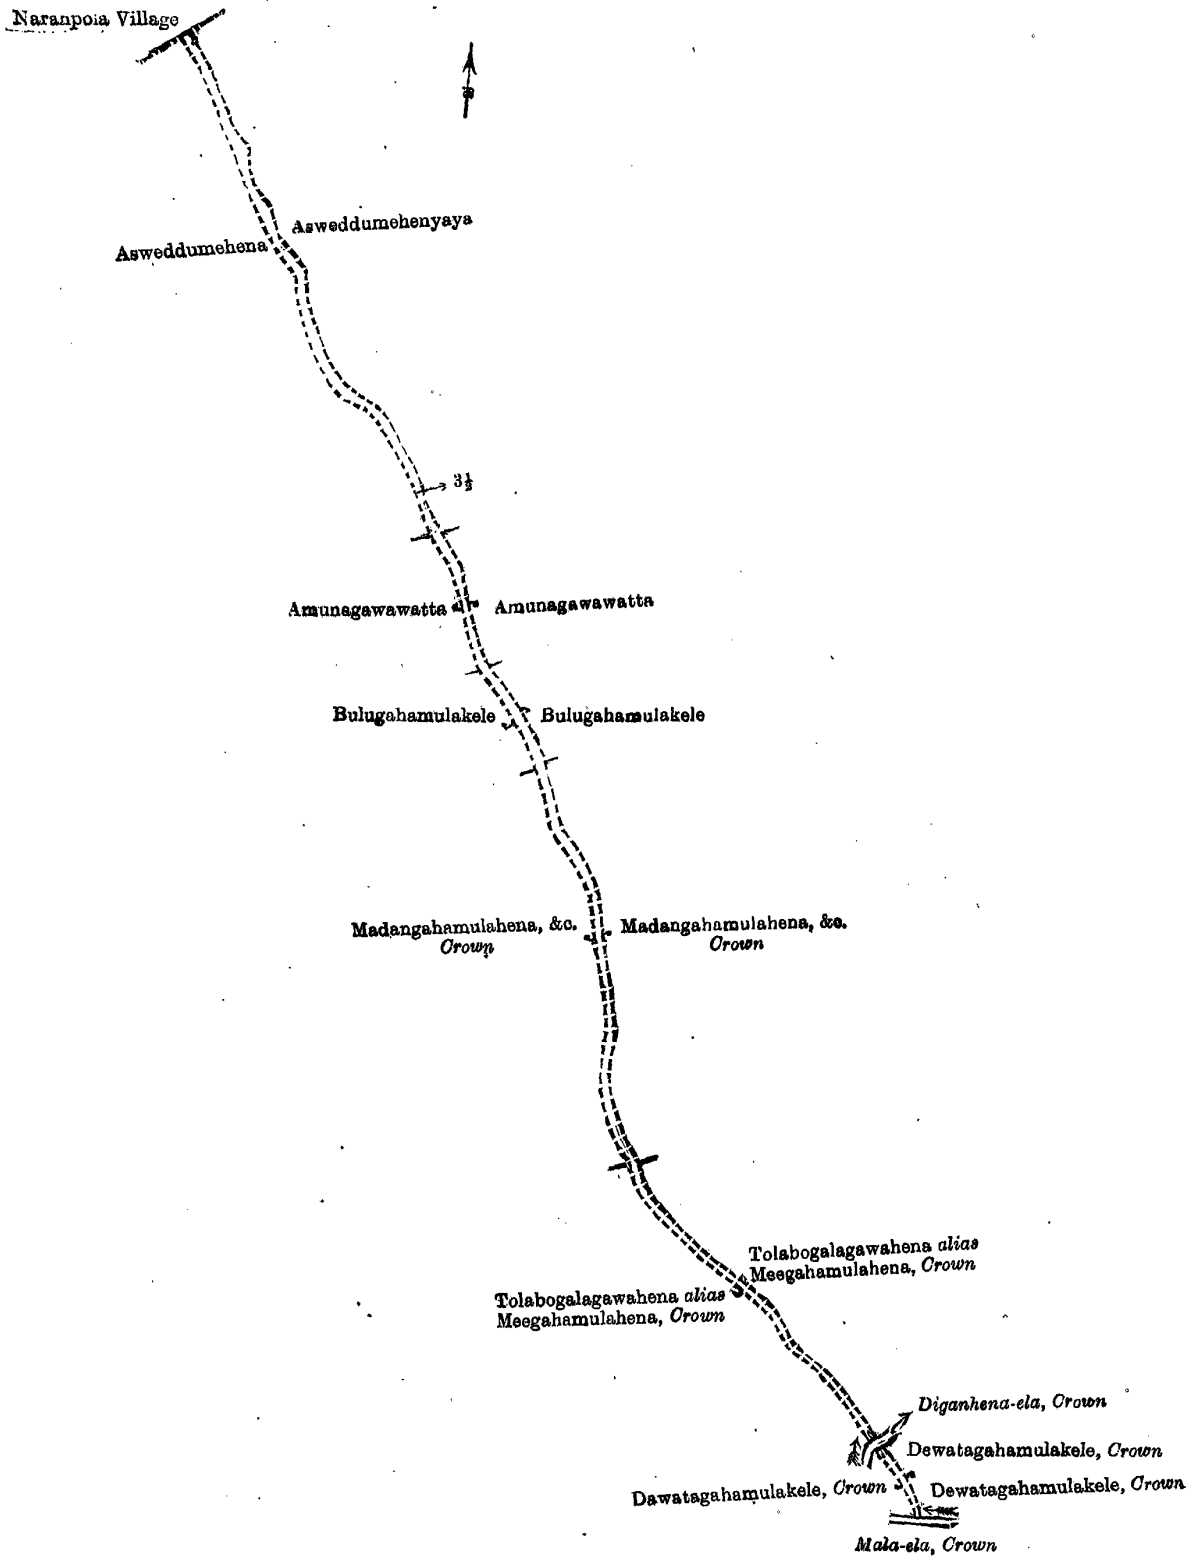 Naranpola Village
Asweddumehenyaya
Asweddumehena
3½
Amunagawawatta
Amunagawawatta
Bulugahamulakele
Bulugahamulakele
Madangahamulahena, &c.
Crown
Madangahamulahena, &c.
Crown
Tolabogalagawahena alias
Meegahamulahena, Crown
Tolabogalagawahena alias
Meegahamulahena, Crown
Diganhena-ela, Crown
Dewatagahamulakele, Crown
Dawatagahamulakele, Crown
Dewatagahamulakele, Crown
Mala-ela, Crown